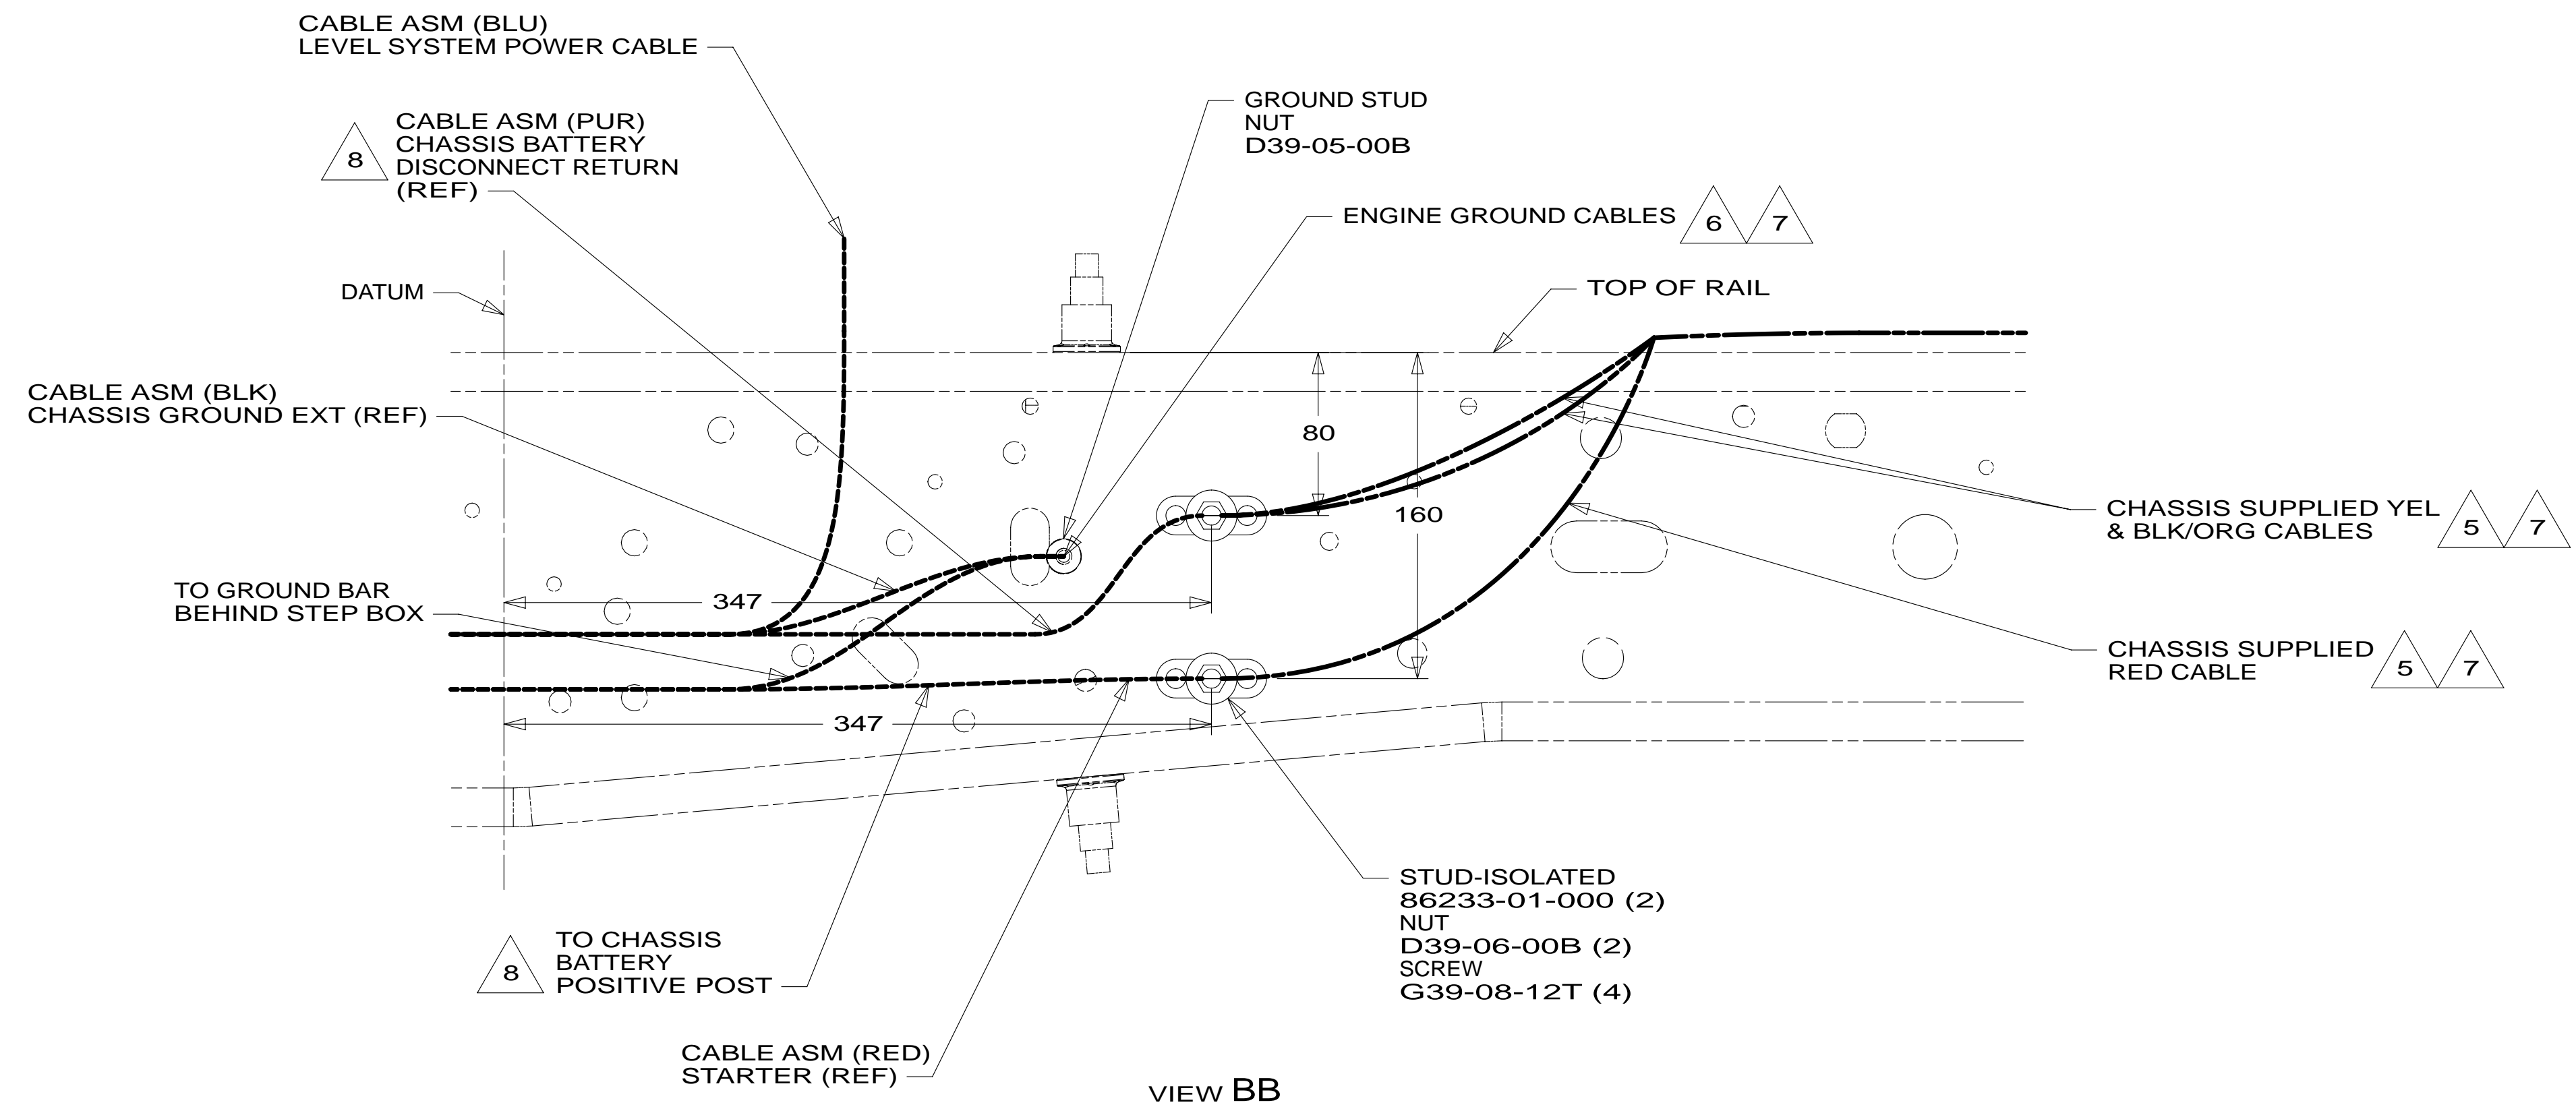 CABLE ASM (BLU)
LEVEL SYSTEM POWER CABLE
8
CABLE ASM (PUR)
CHASSIS BATTERY
DISCONNECT RETURN
(REF)
GROUND STUD
NUT
D39-05-00B
ENGINE GROUND CABLES
6 7
DATUM
TOP OF RAIL
CABLE ASM (BLK)
CHASSIS GROUND EXT (REF)
80
160
CHASSIS SUPPLIED YEL
& BLK/ORG CABLES
5 7
TO GROUND BAR
BEHIND STEP BOX
347
CHASSIS SUPPLIED
RED CABLE
5 7
347
STUD-ISOLATED
86233-01-000 (2)
NUT
D39-06-00B (2)
SCREW
G39-08-12T (4)
8
TO CHASSIS
BATTERY
POSITIVE POST
CABLE ASM (RED)
STARTER (REF)
VIEW BB